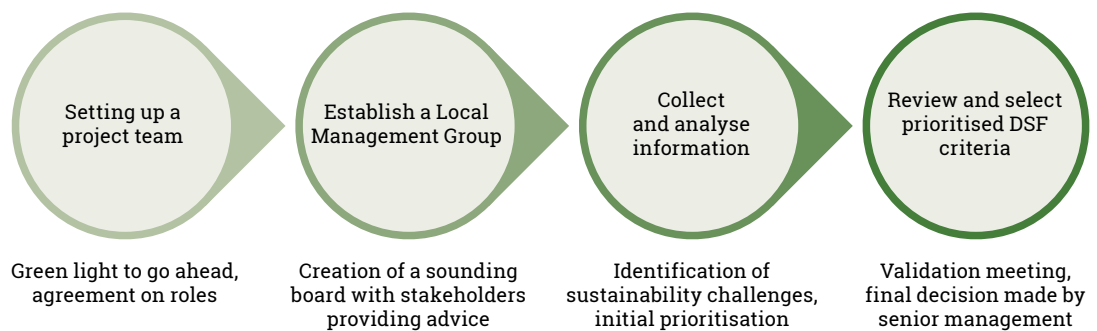 Setting up a
project team
Establish a Local
Management Group
Collect
and analyse
information
Review and select
prioritised DSF
criteria
Green light to go ahead,
agreement on roles
Creation of a sounding
board with stakeholders
providing advice
Identification of
sustainability challenges,
initial prioritisation
Validation meeting,
final decision made by
senior management